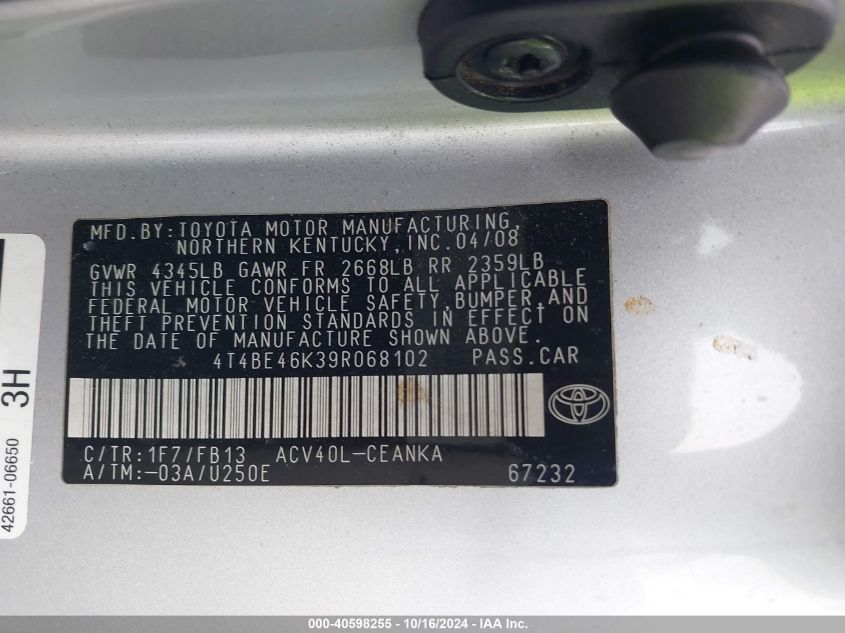 MFD.BY:TOYOTA MOTOR MANUFACTURING,
NORTHERN KENTUCKY,INC.04/08
GVWR 4345LB GAWR FR 2668LB RR 2359LB
THIS VEHICLE CONFORMS TO ALL APPLICABLE
FEDERAL MOTOR VEHICLE SAFETY,BUMPER,AND
THEFT PREVENTION STANDARDS IN EFFECT ON
THE DATE OF MANUFACTURE SHOWN ABOVE.
4T4BE46K39R068102 PASS.CAR
C/TR:1F7/FB13 ACV40L-CEANKA
A/TM:-03A/U250E 67232
42661-06650 3H
000-40598255 - 10/16/2024 - IAAI.com